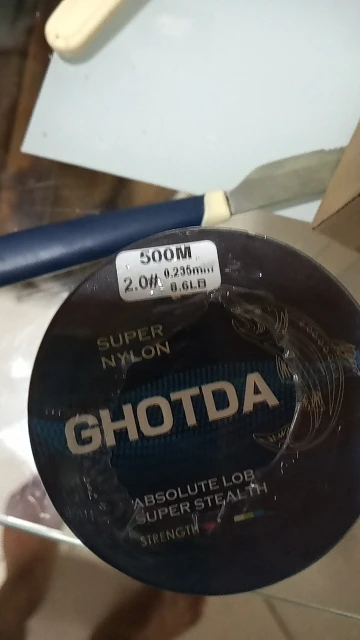 500M
2.0# 0.235mm
8.6LB
SUPER
NYLON
GHOTDA
ABSOLUTE LOB
SUPER STEALTH
STRENGTH